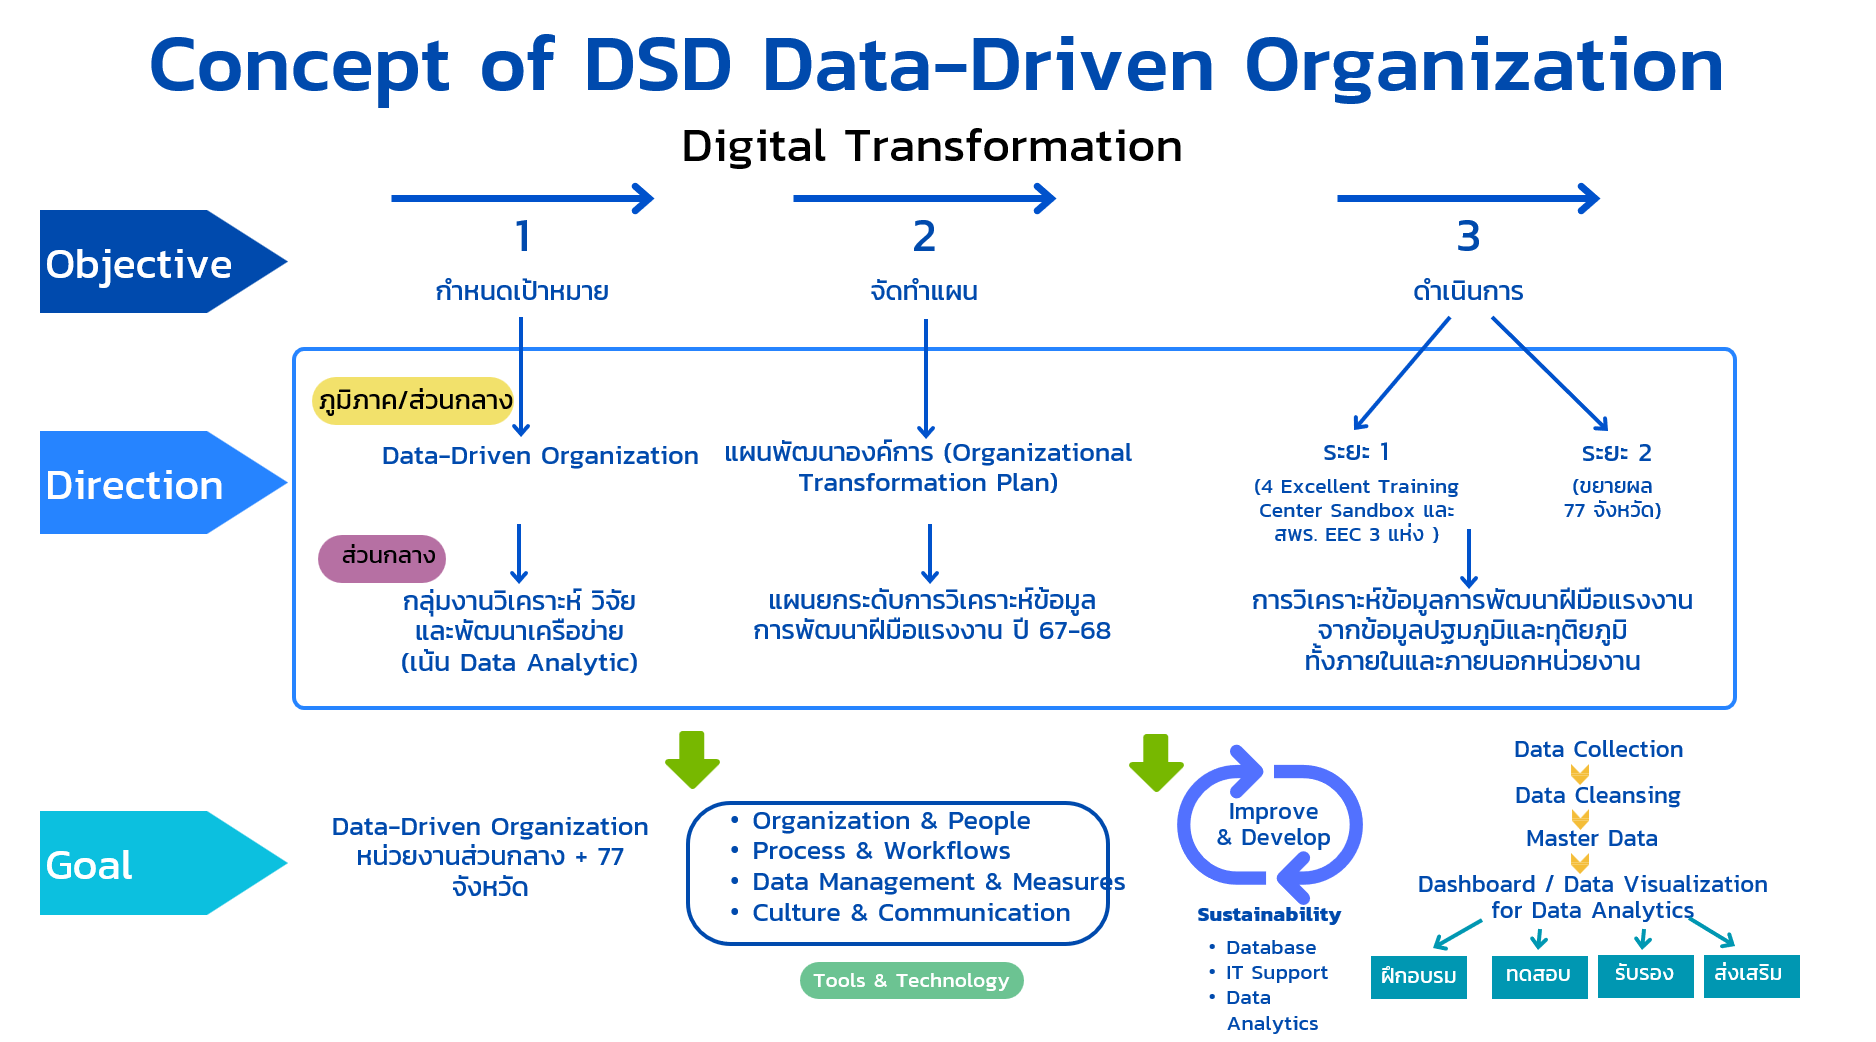 Concept of DSD Data-Driven Organization
Digital Transformation
Objective
1
กำหนดเป้าหมาย
2
จัดทำแผน
3
ดำเนินการ
Direction
ภูมิภาค/ส่วนกลาง
Data-Driven Organization
แผนพัฒนาองค์การ (Organizational
Transformation Plan)
ระยะ 1
(4 Excellent Training
Center Sandbox และ
สพร. EEC 3 แห่ง )
ระยะ 2
(ขยายผล
77 จังหวัด)
ส่วนกลาง
กลุ่มงานวิเคราะห์ วิจัย
และพัฒนาเครือข่าย
(เน้น Data Analytic)
แผนยกระดับการวิเคราะห์ข้อมูล
การพัฒนาฝีมือแรงงาน ปี 67-68
การวิเคราะห์ข้อมูลการพัฒนาฝีมือแรงงาน
จากข้อมูลปฐมภูมิและทุติยภูมิ
ทั้งภายในและภายนอกหน่วยงาน
Goal
Data-Driven Organization
หน่วยงานส่วนกลาง + 77
จังหวัด
• Organization & People
• Process & Workflows
• Data Management & Measures
• Culture & Communication
Tools & Technology
Improve
& Develop
Sustainability
• Database
• IT Support
• Data
Analytics
Data Collection
Data Cleansing
Master Data
Dashboard / Data Visualization
for Data Analytics
ฝึกอบรม
ทดสอบ
รับรอง
ส่งเสริม